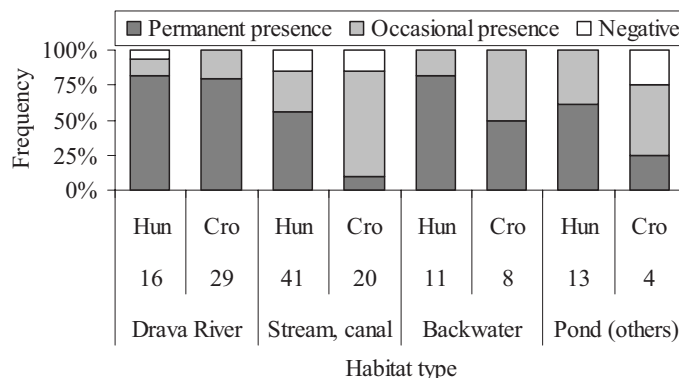 Permanent presence Occasional presence Negative
100%
75%
50%
25%
0%
Frequency
Hun Cro Hun Cro Hun Cro Hun Cro
16 29 41 20 11 8 13 4
Drava River Stream, canal Backwater Pond (others)
Habitat type